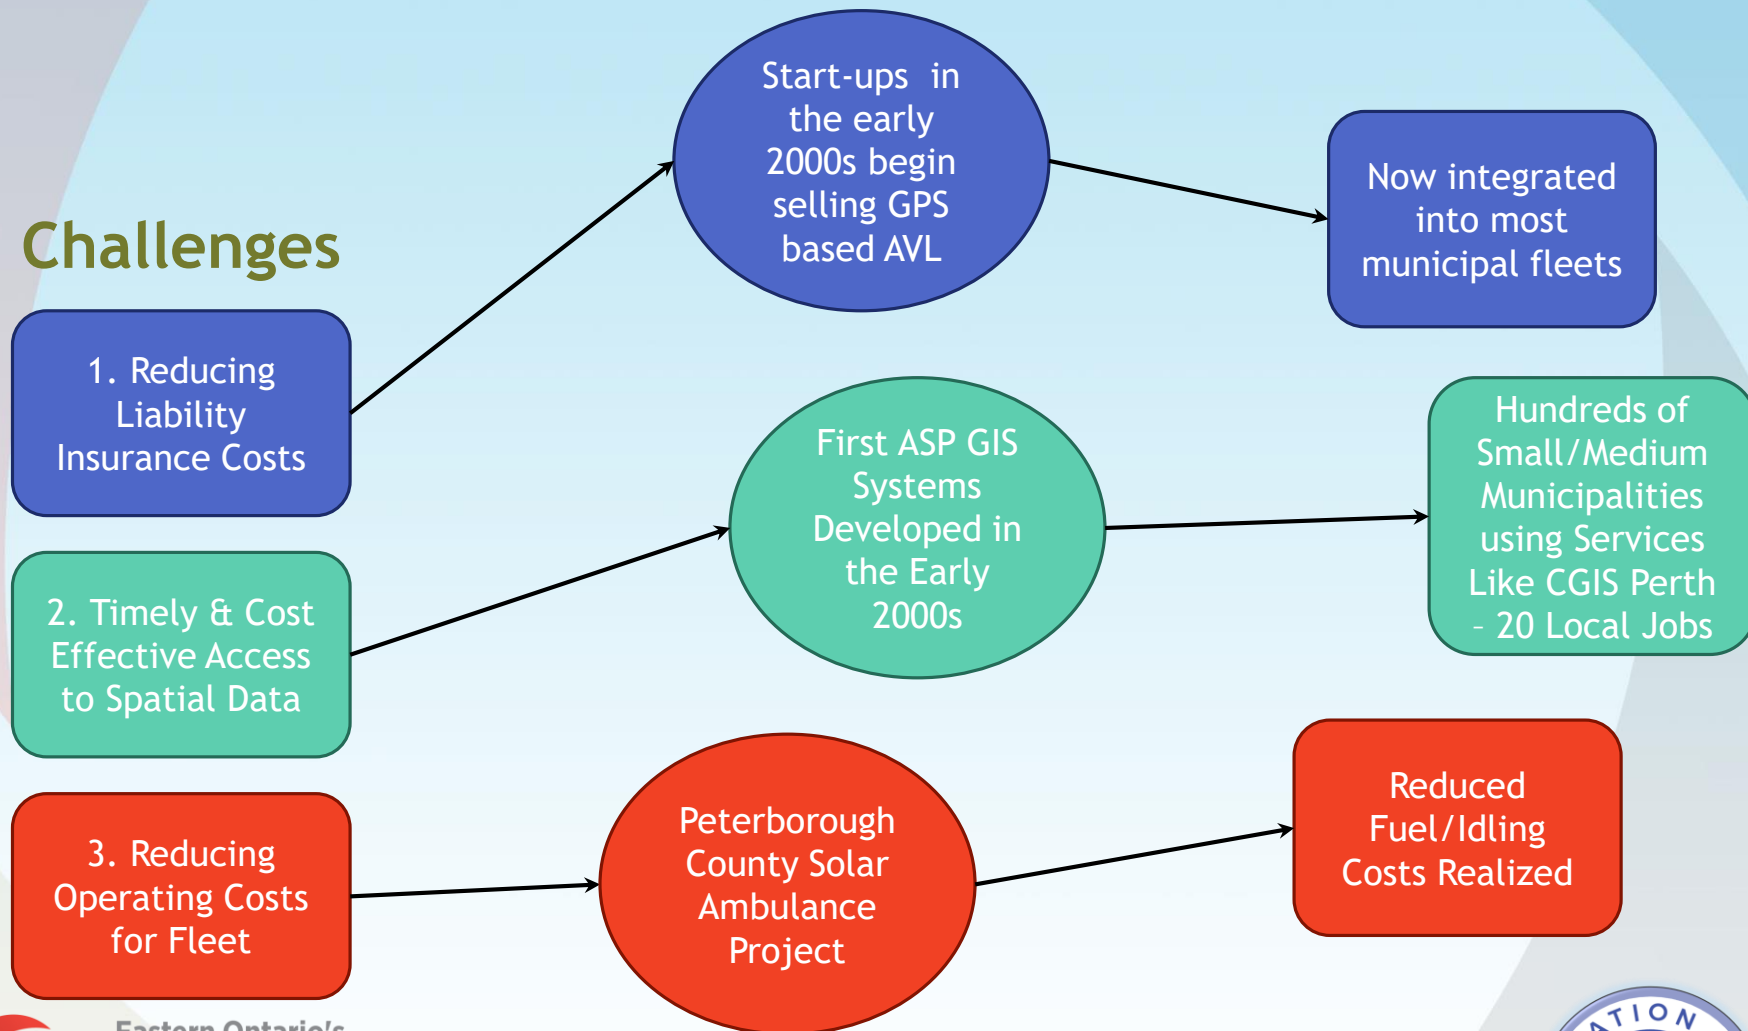 Challenges
Start-ups in
the early
2000s begin
selling GPS
based AVL
Now integrated
into most
municipal fleets
1. Reducing
Liability
Insurance Costs
First ASP GIS
Systems
Developed in
the Early
2000s
Hundreds of
Small/Medium
Municipalities
using Services
Like CGIS Perth
– 20 Local Jobs
2. Timely & Cost
Effective Access
to Spatial Data
3. Reducing
Operating Costs
for Fleet
Peterborough
County Solar
Ambulance
Project
Reduced
Fuel/Idling
Costs Realized
Eastern Ontario's